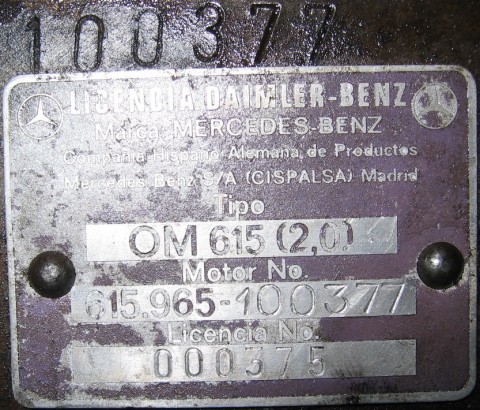 100377
LICENCIA DAIMLER-BENZ
Marca: MERCEDES-BENZ
Compañia Hispano Alemana de Productos
Mercedes Benz S/A (CISPALSA) Madrid
Tipo
OM 615 (2,0)
Motor No.
615.965-100377
Licencia No.
000375